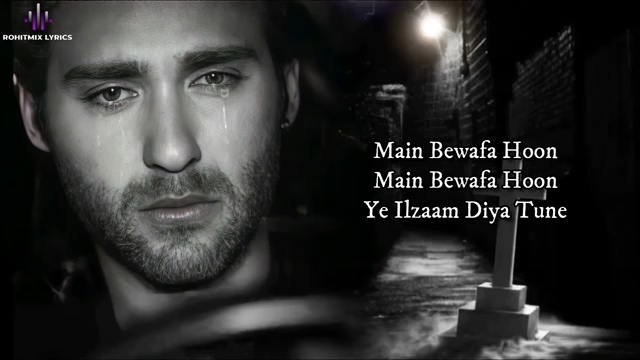 ROHITMIX LYRICS
Main Bewafa Hoon
Main Bewafa Hoon
Ye Ilzaam Diya Tune